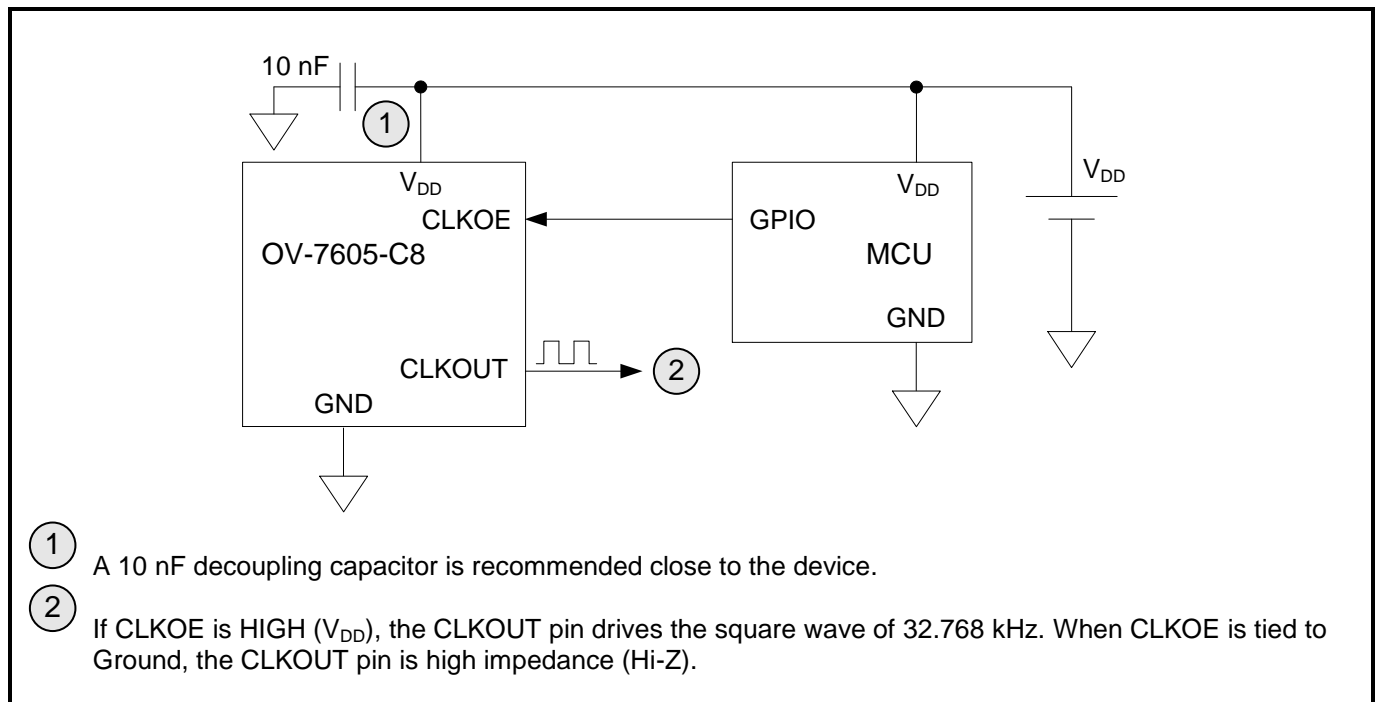 10 nF
1
V_DD
V_DD
V_DD
CLKOE
GPIO
OV-7605-C8
MCU
GND
CLKOUT
2
GND
1
A 10 nF decoupling capacitor is recommended close to the device.
2
If CLKOE is HIGH (V_DD), the CLKOUT pin drives the square wave of 32.768 kHz. When CLKOE is tied to
Ground, the CLKOUT pin is high impedance (Hi-Z).